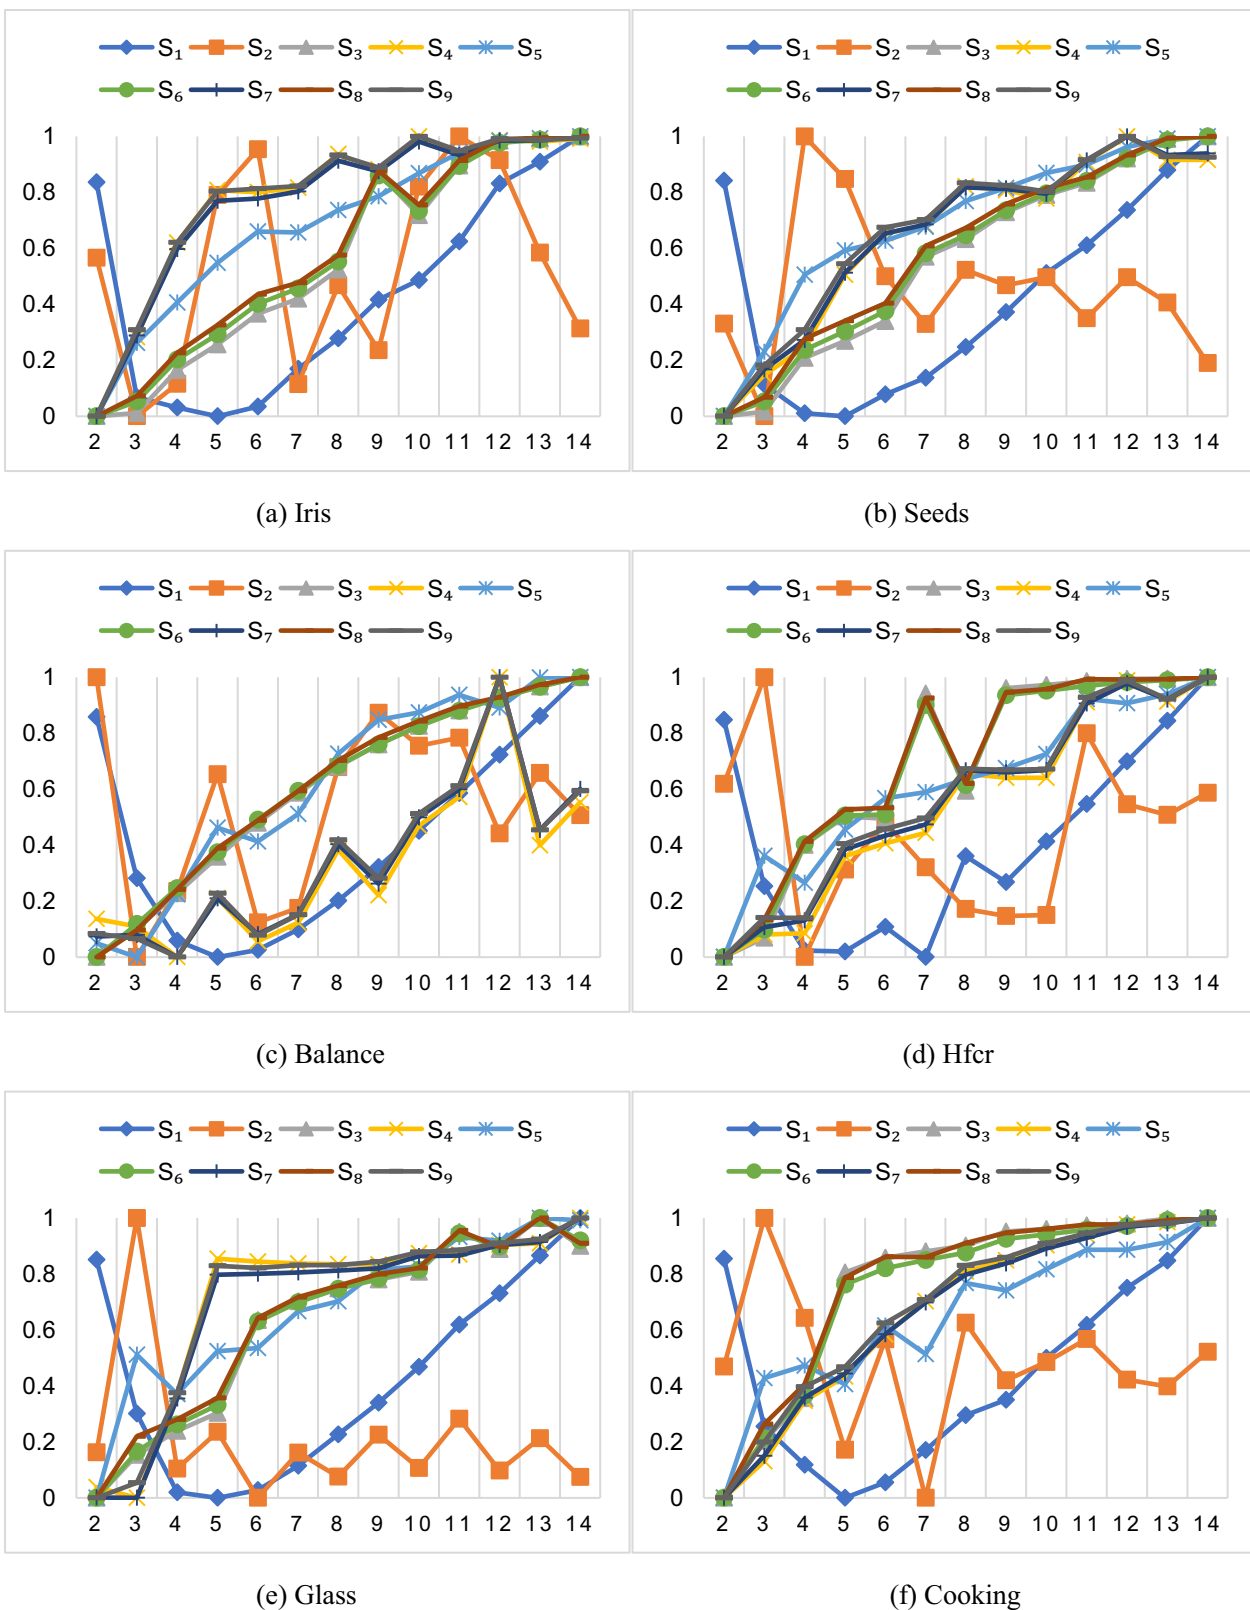 S₁ S₂ S₃ S₄ S₅
S₆ S₇ S₈ S₉
1
0.8
0.6
0.4
0.2
0
2 3 4 5 6 7 8 9 10 11 12 13 14
(a) Iris
S₁ S₂ S₃ S₄ S₅
S₆ S₇ S₈ S₉
1
0.8
0.6
0.4
0.2
0
2 3 4 5 6 7 8 9 10 11 12 13 14
(b) Seeds
S₁ S₂ S₃ S₄ S₅
S₆ S₇ S₈ S₉
1
0.8
0.6
0.4
0.2
0
2 3 4 5 6 7 8 9 10 11 12 13 14
(c) Balance
S₁ S₂ S₃ S₄ S₅
S₆ S₇ S₈ S₉
1
0.8
0.6
0.4
0.2
0
2 3 4 5 6 7 8 9 10 11 12 13 14
(d) Hfcr
S₁ S₂ S₃ S₄ S₅
S₆ S₇ S₈ S₉
1
0.8
0.6
0.4
0.2
0
2 3 4 5 6 7 8 9 10 11 12 13 14
(e) Glass
S₁ S₂ S₃ S₄ S₅
S₆ S₇ S₈ S₉
1
0.8
0.6
0.4
0.2
0
2 3 4 5 6 7 8 9 10 11 12 13 14
(f) Cooking